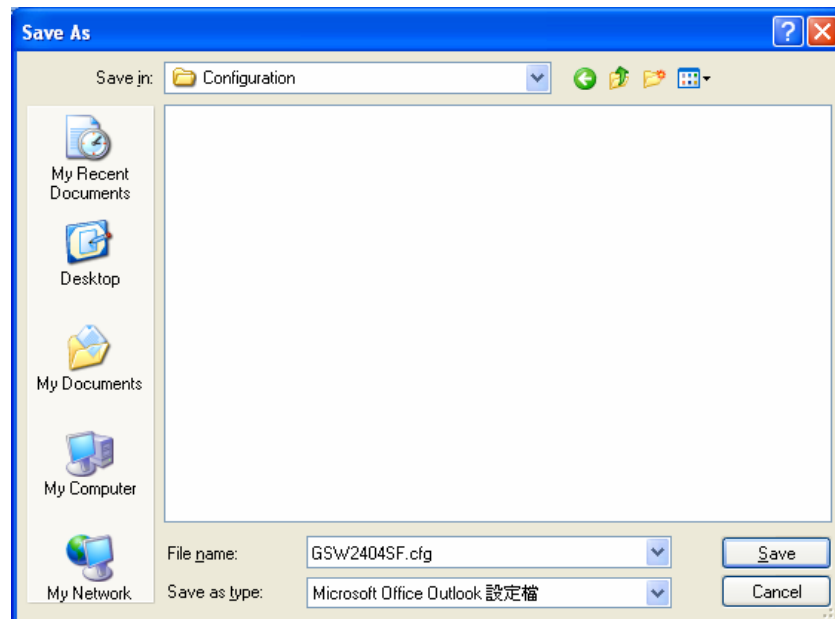 Save As
Save in:
Configuration
My Recent
Documents
Desktop
My Documents
My Computer
My Network
File name:
GSW2404SF.cfg
Save
Save as type:
Microsoft Office Outlook 設定檔
Cancel